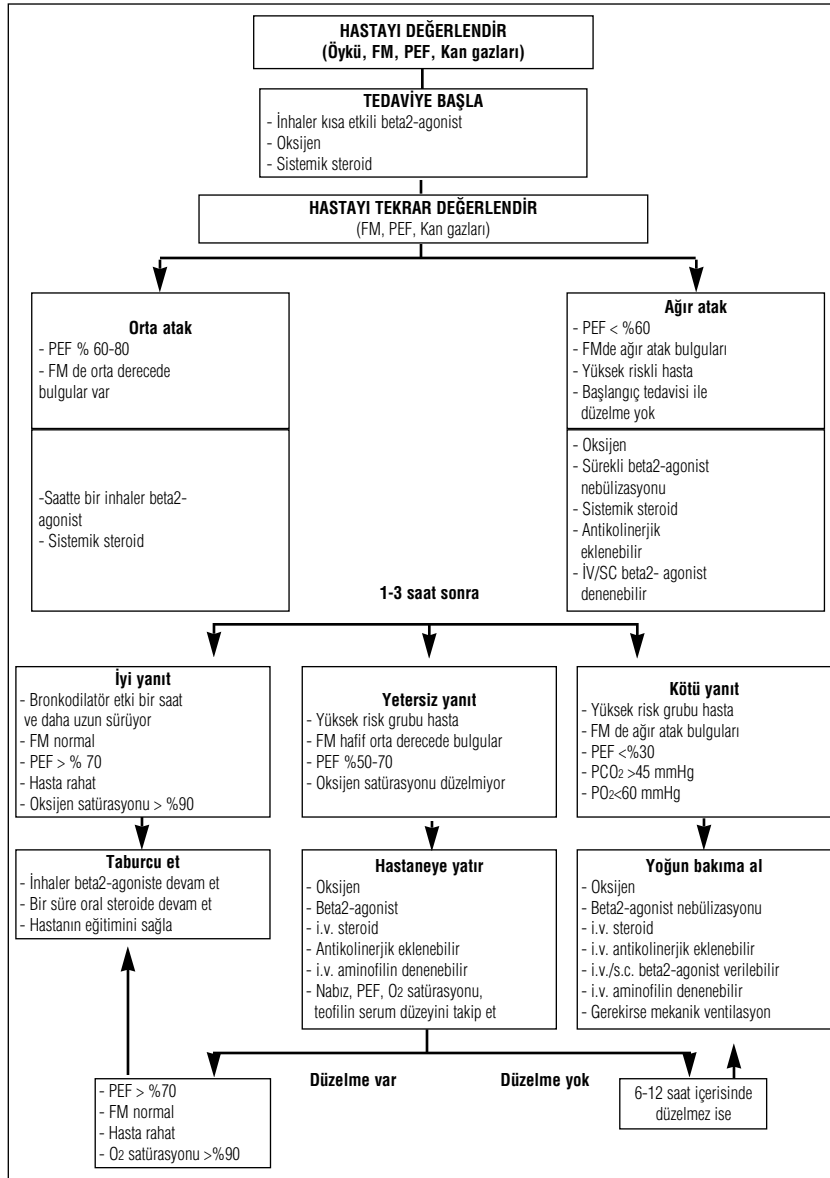 HASTAYI DEĞERLENDİR
(Öykü, FM, PEF, Kan gazları)
TEDAVİYE BAŞLA
- İnhaler kısa etkili beta2-agonist
- Oksijen
- Sistemik steroid
HASTAYI TEKRAR DEĞERLENDİR
(FM, PEF, Kan gazları)
Orta atak
- PEF % 60-80
- FM de orta derecede
bulgular var
-Saatte bir inhaler beta2-
agonist
- Sistemik steroid
Ağır atak
- PEF < %60
- FMde ağır atak bulguları
- Yüksek riskli hasta
- Başlangıç tedavisi ile
düzelme yok
- Oksijen
- Sürekli beta2-agonist
nebülizasyonu
- Sistemik steroid
- Antikolinerjik
eklenebilir
- İV/SC beta2- agonist
denenebilir
1-3 saat sonra
İyi yanıt
- Bronkodilatör etki bir saat
ve daha uzun sürüyor
- FM normal
- PEF > % 70
- Hasta rahat
- Oksijen satürasyonu > %90
Yetersiz yanıt
- Yüksek risk grubu hasta
- FM hafif orta derecede bulgular
- PEF %50-70
- Oksijen satürasyonu düzelmiyor
Kötü yanıt
- Yüksek risk grubu hasta
- FM de ağır atak bulguları
- PEF <%30
- PCO2 >45 mmHg
- PO2<60 mmHg
Taburcu et
- İnhaler beta2-agoniste devam et
- Bir süre oral steroide devam et
- Hastanın eğitimini sağla
Hastaneye yatır
- Oksijen
- Beta2-agonist
- i.v. steroid
- Antikolinerjik eklenebilir
- i.v. aminofilin denenebilir
- Nabız, PEF, O2 satürasyonu,
teofilin serum düzeyini takip et
Yoğun bakıma al
- Oksijen
- Beta2-agonist nebülizasyonu
- i.v. steroid
- i.v. antikolinerjik eklenebilir
- i.v./s.c. beta2-agonist verilebilir
- i.v. aminofilin denenebilir
- Gerekirse mekanik ventilasyon
Düzelme var
Düzelme yok
- PEF > %70
- FM normal
- Hasta rahat
- O2 satürasyonu >%90
6-12 saat içerisinde
düzelmez ise